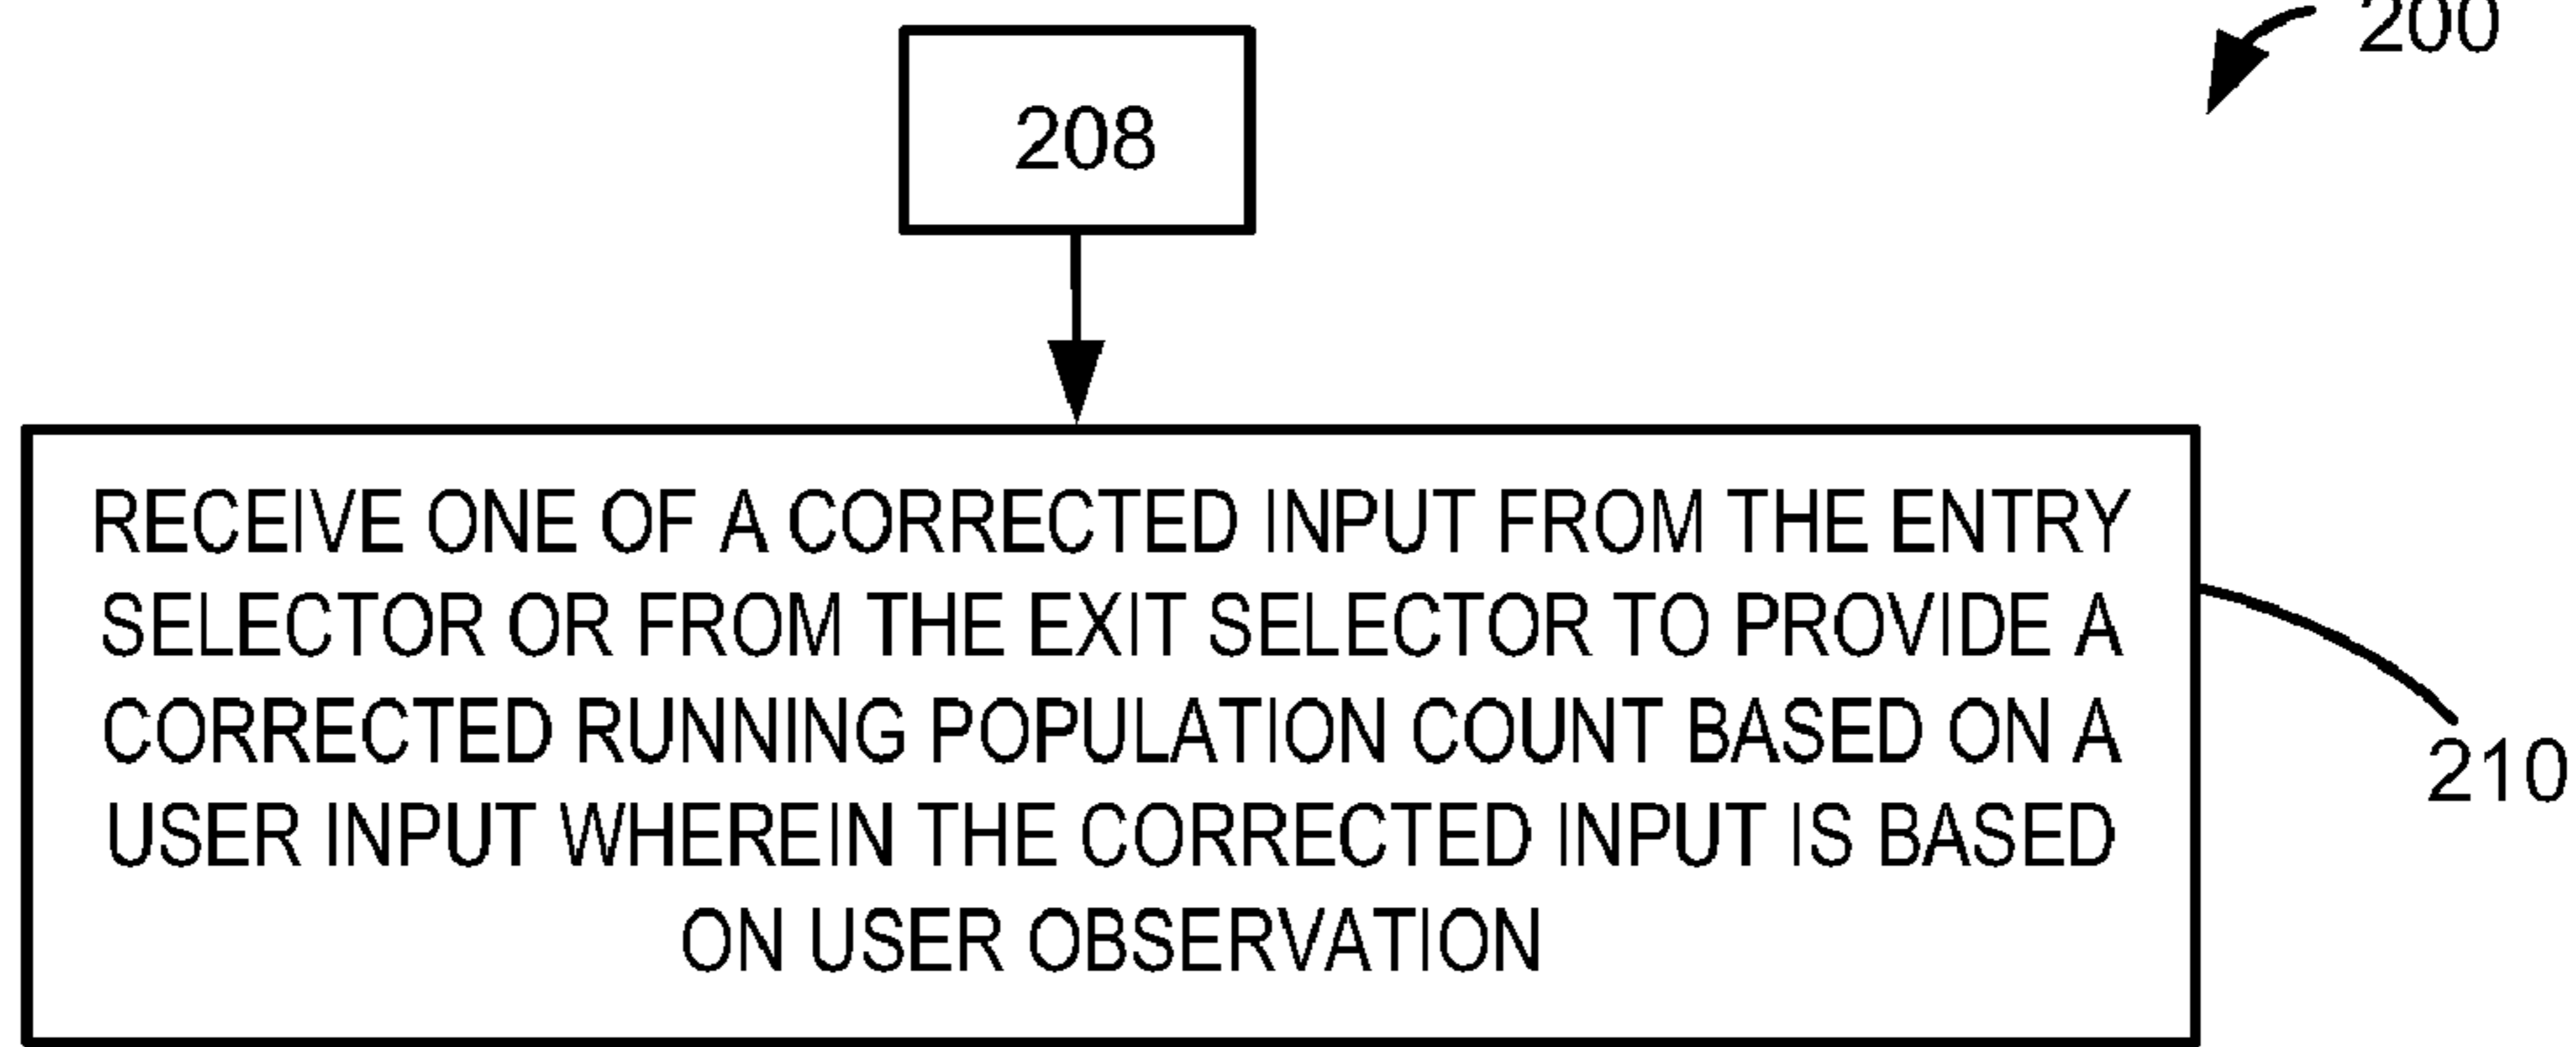 200
208
RECEIVE ONE OF A CORRECTED INPUT FROM THE ENTRY
SELECTOR OR FROM THE EXIT SELECTOR TO PROVIDE A
CORRECTED RUNNING POPULATION COUNT BASED ON A
USER INPUT WHEREIN THE CORRECTED INPUT IS BASED
ON USER OBSERVATION
210